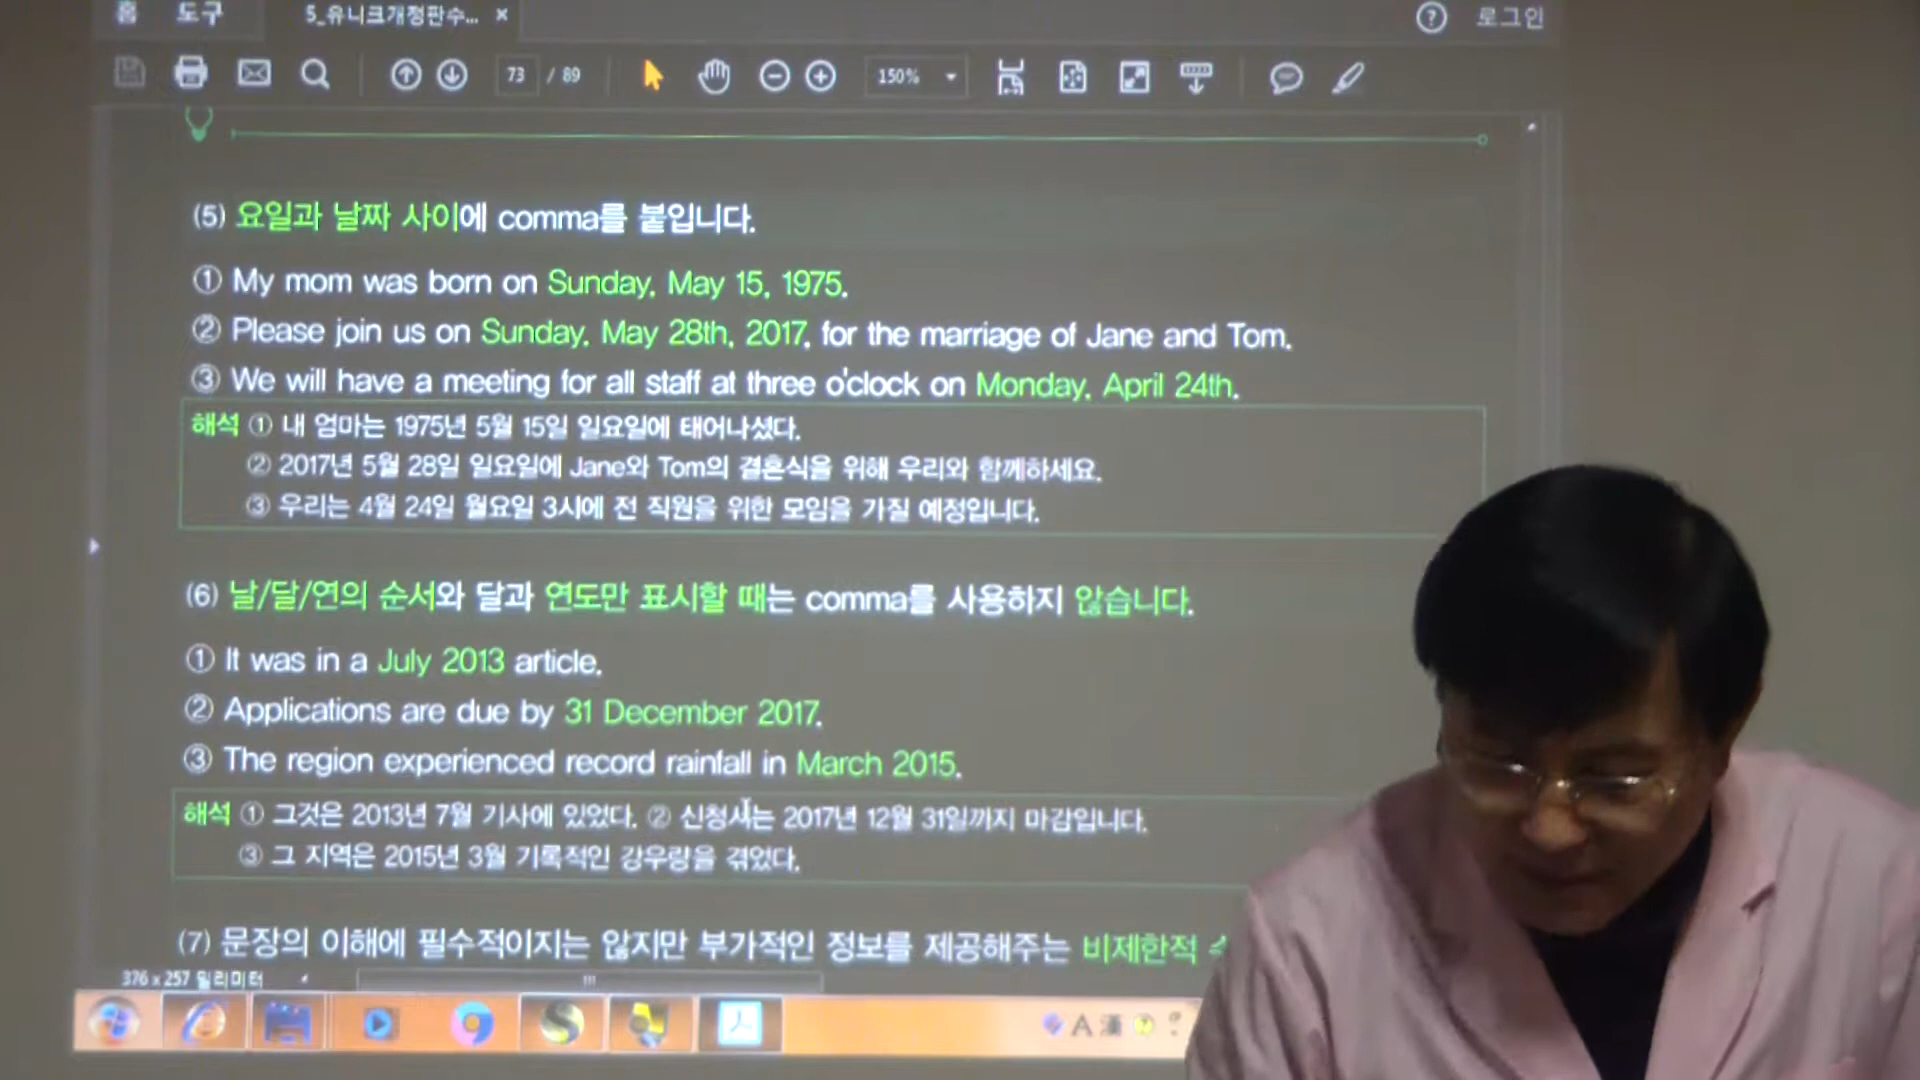 홈 도구 5_유니크개정판수... × ? 로그인
73 / 89 150%
(5) 요일과 날짜 사이에 comma를 붙입니다.
① My mom was born on Sunday, May 15, 1975.
② Please join us on Sunday, May 28th, 2017, for the marriage of Jane and Tom.
③ We will have a meeting for all staff at three o'clock on Monday, April 24th.
해석 ① 내 엄마는 1975년 5월 15일 일요일에 태어나셨다.
② 2017년 5월 28일 일요일에 Jane와 Tom의 결혼식을 위해 우리와 함께하세요.
③ 우리는 4월 24일 월요일 3시에 전 직원을 위한 모임을 가질 예정입니다.
(6) 날/달/연의 순서와 달과 연도만 표시할 때는 comma를 사용하지 않습니다.
① It was in a July 2013 article.
② Applications are due by 31 December 2017.
③ The region experienced record rainfall in March 2015.
해석 ① 그것은 2013년 7월 기사에 있었다. ② 신청서는 2017년 12월 31일까지 마감입니다.
③ 그 지역은 2015년 3월 기록적인 강우량을 겪었다.
(7) 문장의 이해에 필수적이지는 않지만 부가적인 정보를 제공해주는 비제한적
376 x 257 밀리미터
A 漢